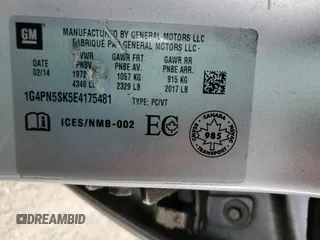 GM
MANUFACTURED BY GENERAL MOTORS LLC
FABRIQUÉ PAR GENERAL MOTORS LLC
DATE GVWR GAWR FRT GAWR RR
PNBV PNBE AV. PNBE ARR.
02/14 1972 KG 1057 KG 915 KG
4348 LB 2329 LB 2017 LB
1G4PN5SK5E4175481 TYPE: PC/VT
ICES/NMB-002 EC
CANADA
985
TRANSPORT
DREAMBID